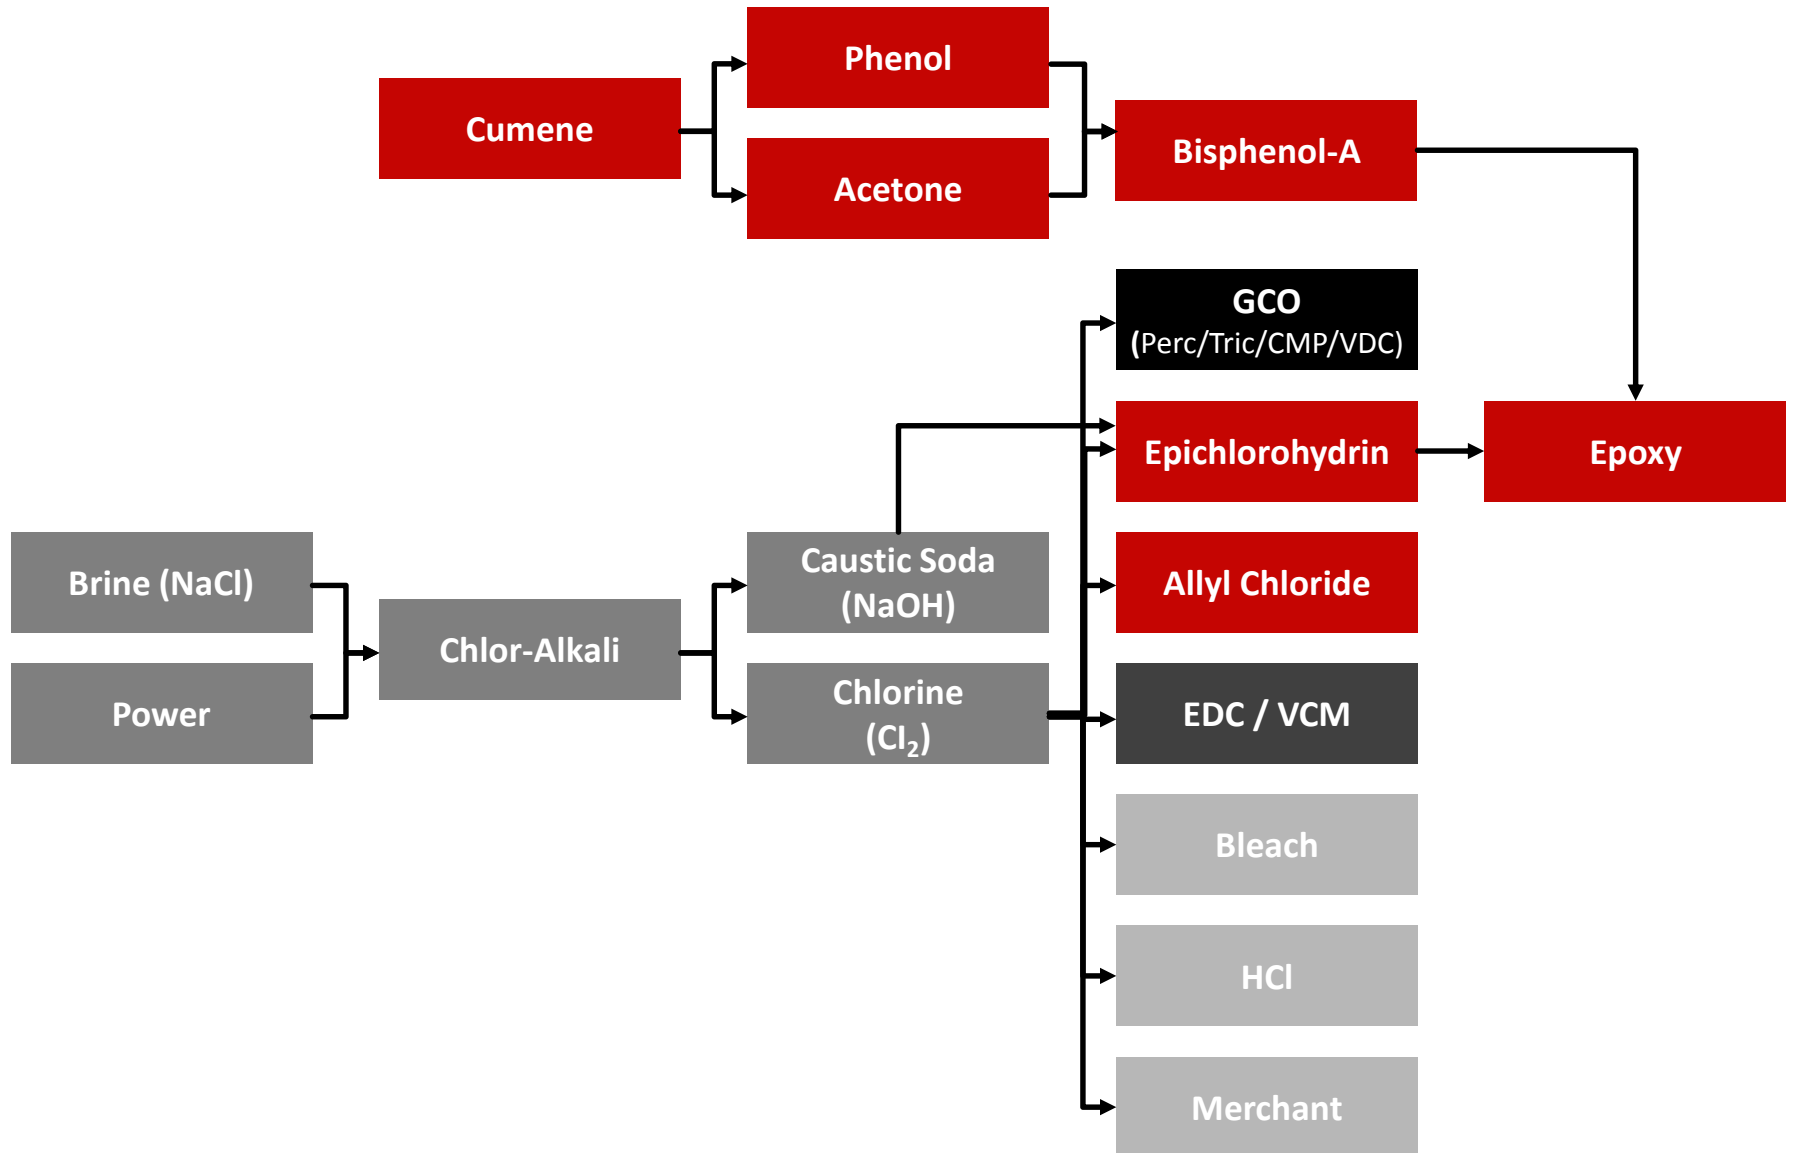 Phenol
Cumene
Acetone
Bisphenol-A
GCO
(Perc/Tric/CMP/VDC)
Epichlorohydrin
Epoxy
Brine (NaCl)
Power
Chlor-Alkali
Caustic Soda
(NaOH)
Chlorine
(Cl₂)
Allyl Chloride
EDC / VCM
Bleach
HCl
Merchant